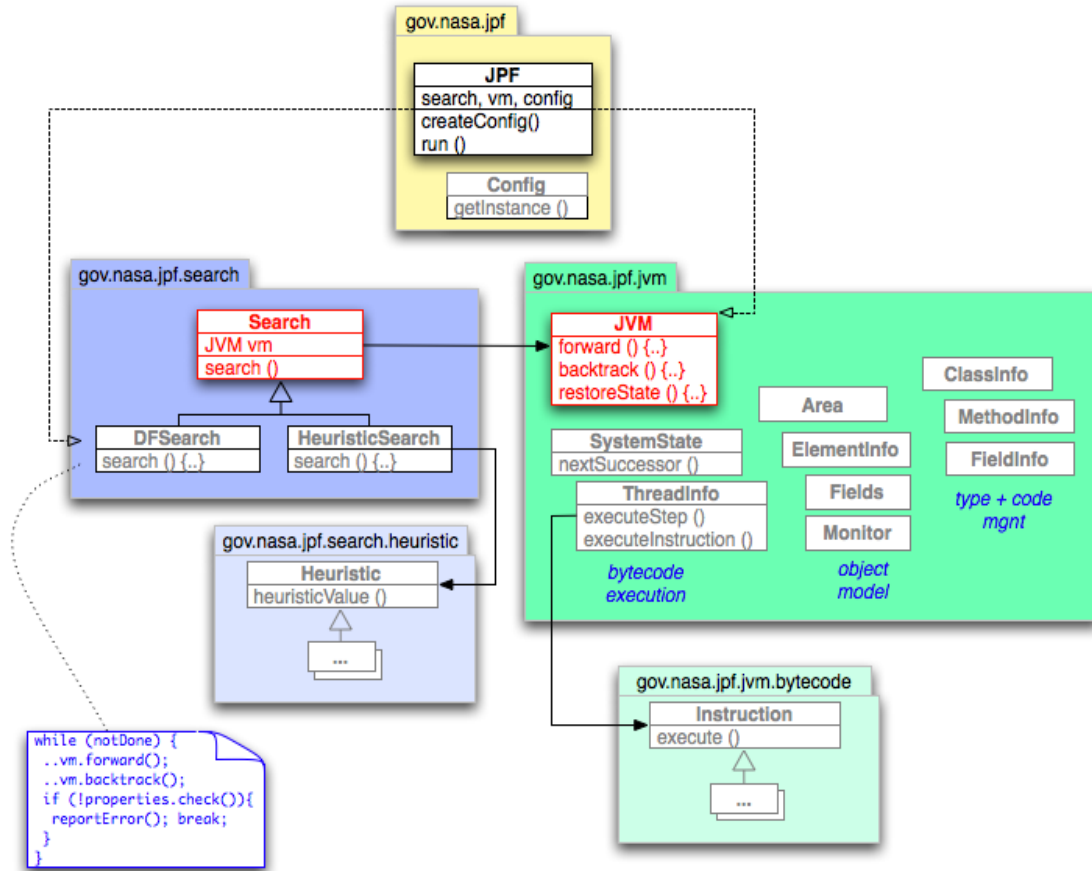 gov.nasa.jpf
JPF
search, vm, config
createConfig()
run ()
Config
getInstance ()
gov.nasa.jpf.search
Search
JVM vm
search ()
DFSearch
search () {..}
HeuristicSearch
search () {..}
gov.nasa.jpf.jvm
JVM
forward () {..}
backtrack () {..}
restoreState () {..}
SystemState
nextSuccessor ()
ThreadInfo
executeStep ()
executeInstruction ()
bytecode
execution
Area
ElementInfo
Fields
Monitor
object
model
ClassInfo
MethodInfo
FieldInfo
type + code
mgnt
gov.nasa.jpf.search.heuristic
Heuristic
heuristicValue ()
...
gov.nasa.jpf.jvm.bytecode
Instruction
execute ()
...
while (notDone) {
..vm.forward();
..vm.backtrack();
if (!properties.check()){
reportError(); break;
}
}